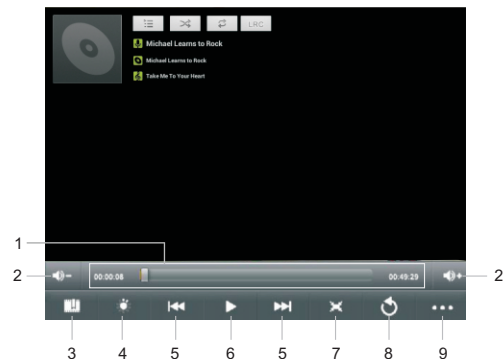 LRC
Michael Learns to Rock
Michael Learns to Rock
Take Me To Your Heart
1
2
00:00:08
00:49:29
2
3 4 5 6 5 7 8 9